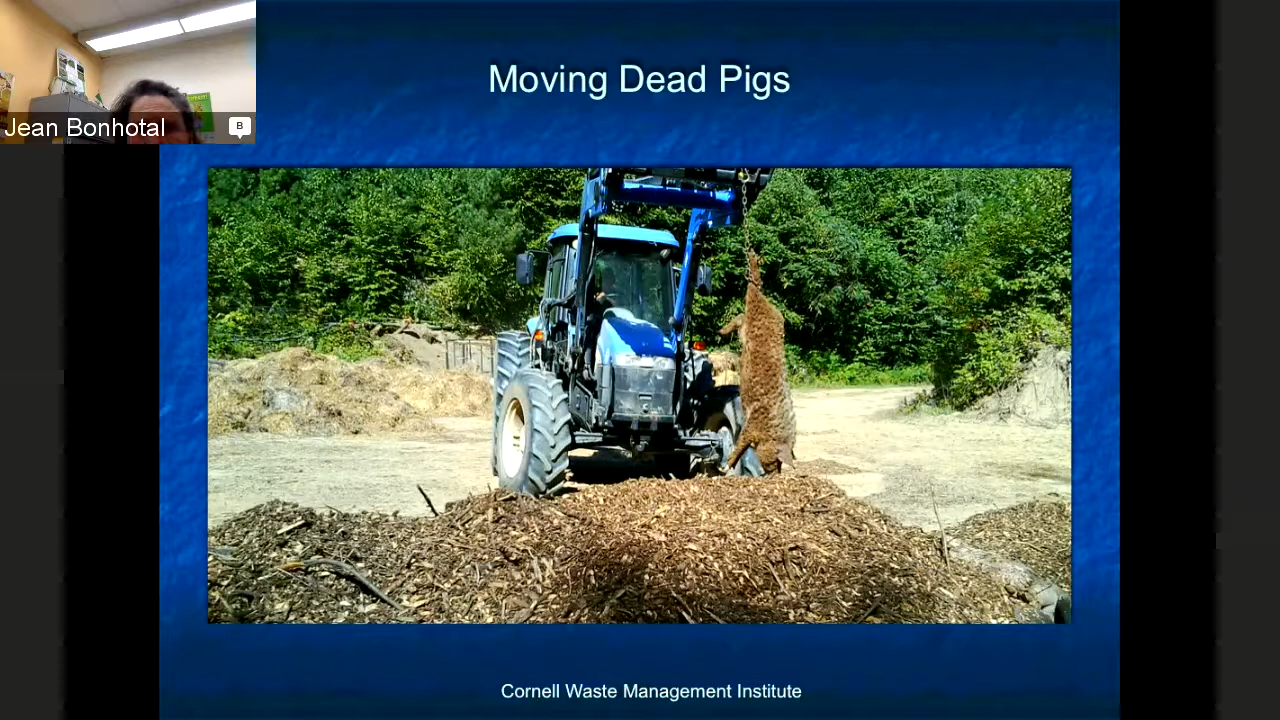 Moving Dead Pigs
Jean Bonhotal
B
Cornell Waste Management Institute